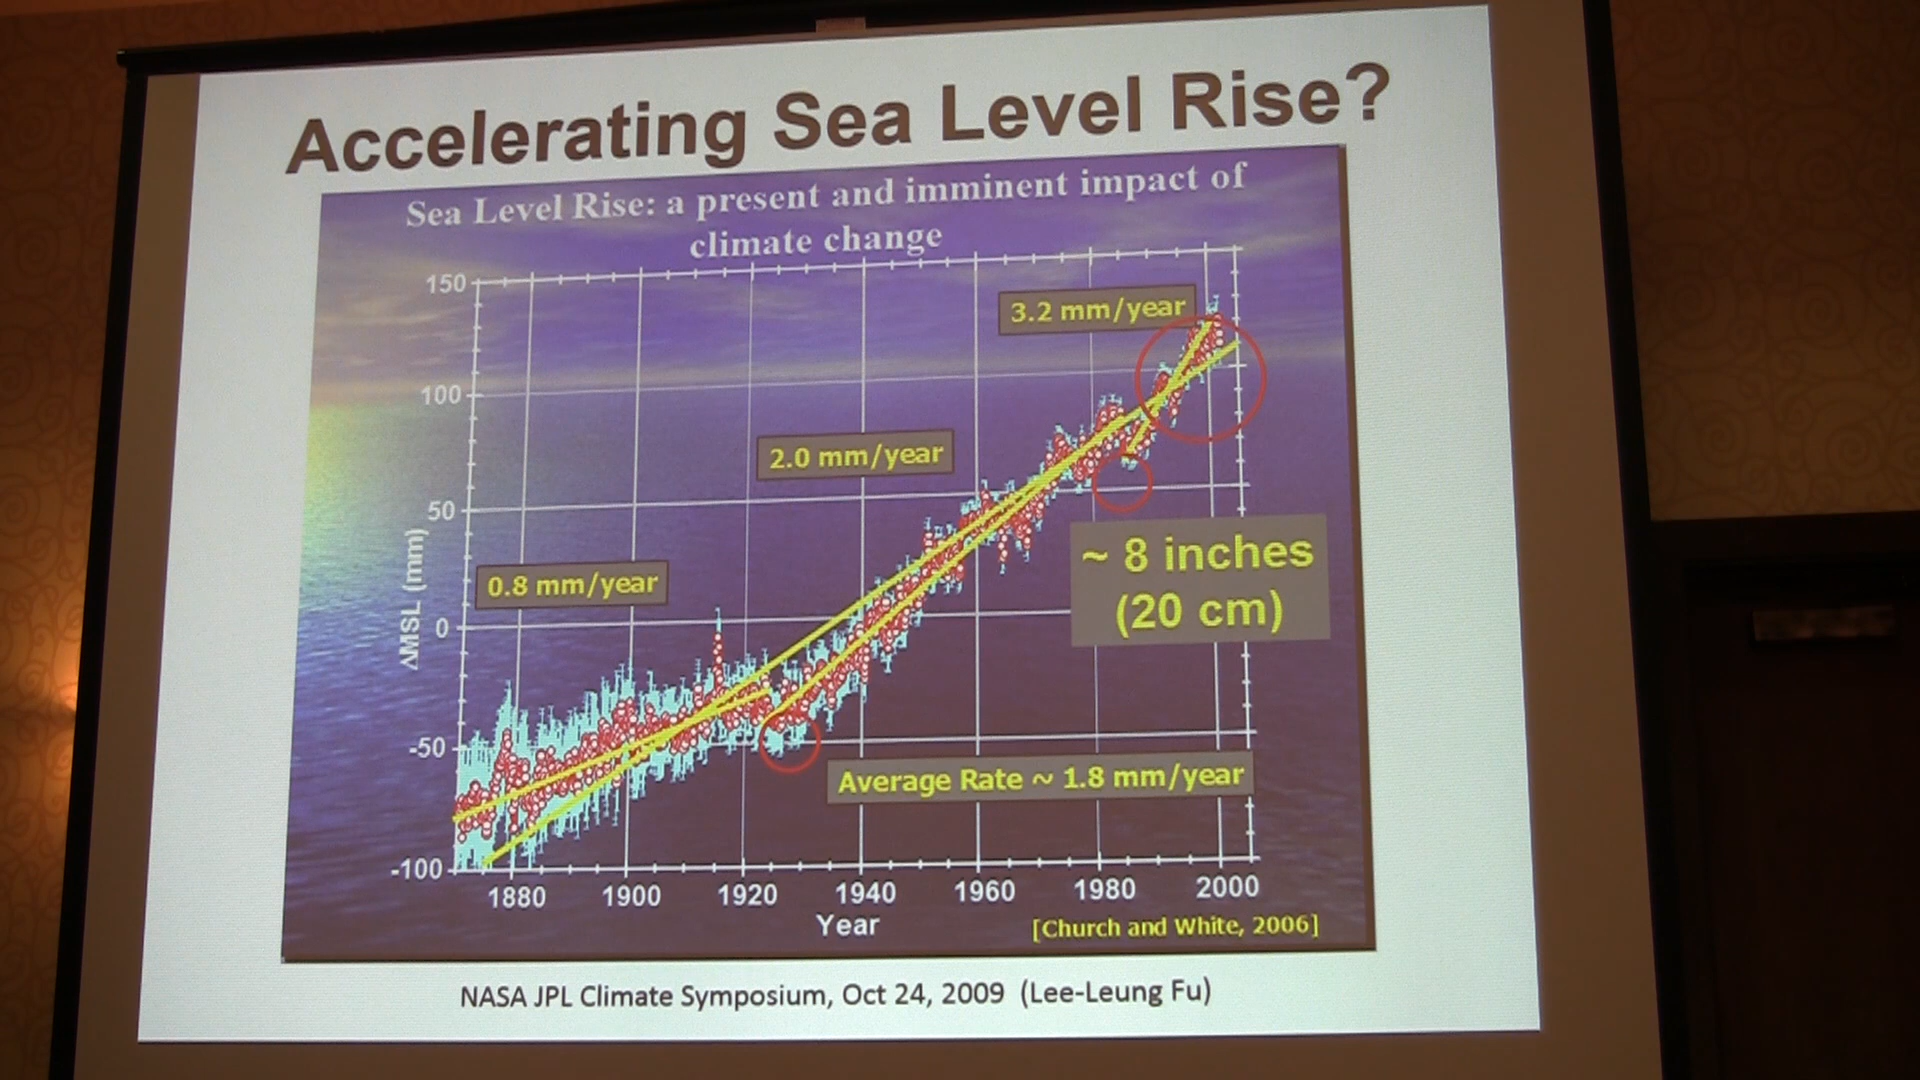 Accelerating Sea Level Rise?
Sea Level Rise: a present and imminent impact of
climate change
150
100
50
0
-50
-100
ΔMSL (mm)
3.2 mm/year
2.0 mm/year
0.8 mm/year
~ 8 inches
(20 cm)
Average Rate ~ 1.8 mm/year
1880 1900 1920 1940 1960 1980 2000
Year
[Church and White, 2006]
NASA JPL Climate Symposium, Oct 24, 2009 (Lee-Leung Fu)